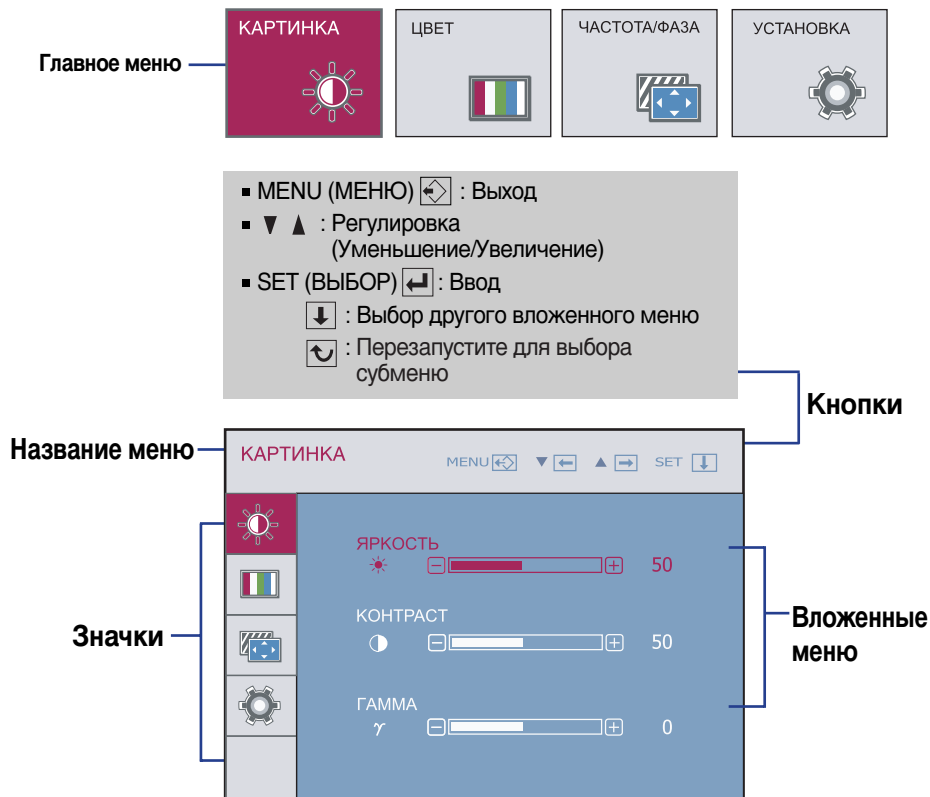 КАРТИНКА
ЦВЕТ
ЧАСТОТА/ФАЗА
УСТАНОВКА
Главное меню
MENU (МЕНЮ) : Выход
▼ ▲ : Регулировка
(Уменьшение/Увеличение)
SET (ВЫБОР) : Ввод
: Выбор другого вложенного меню
: Перезапустите для выбора
субменю
Кнопки
Название меню
КАРТИНКА
MENU ▼ ▲ SET
ЯРКОСТЬ
50
КОНТРАСТ
50
ГАММА
γ 0
Значки
Вложенные
меню